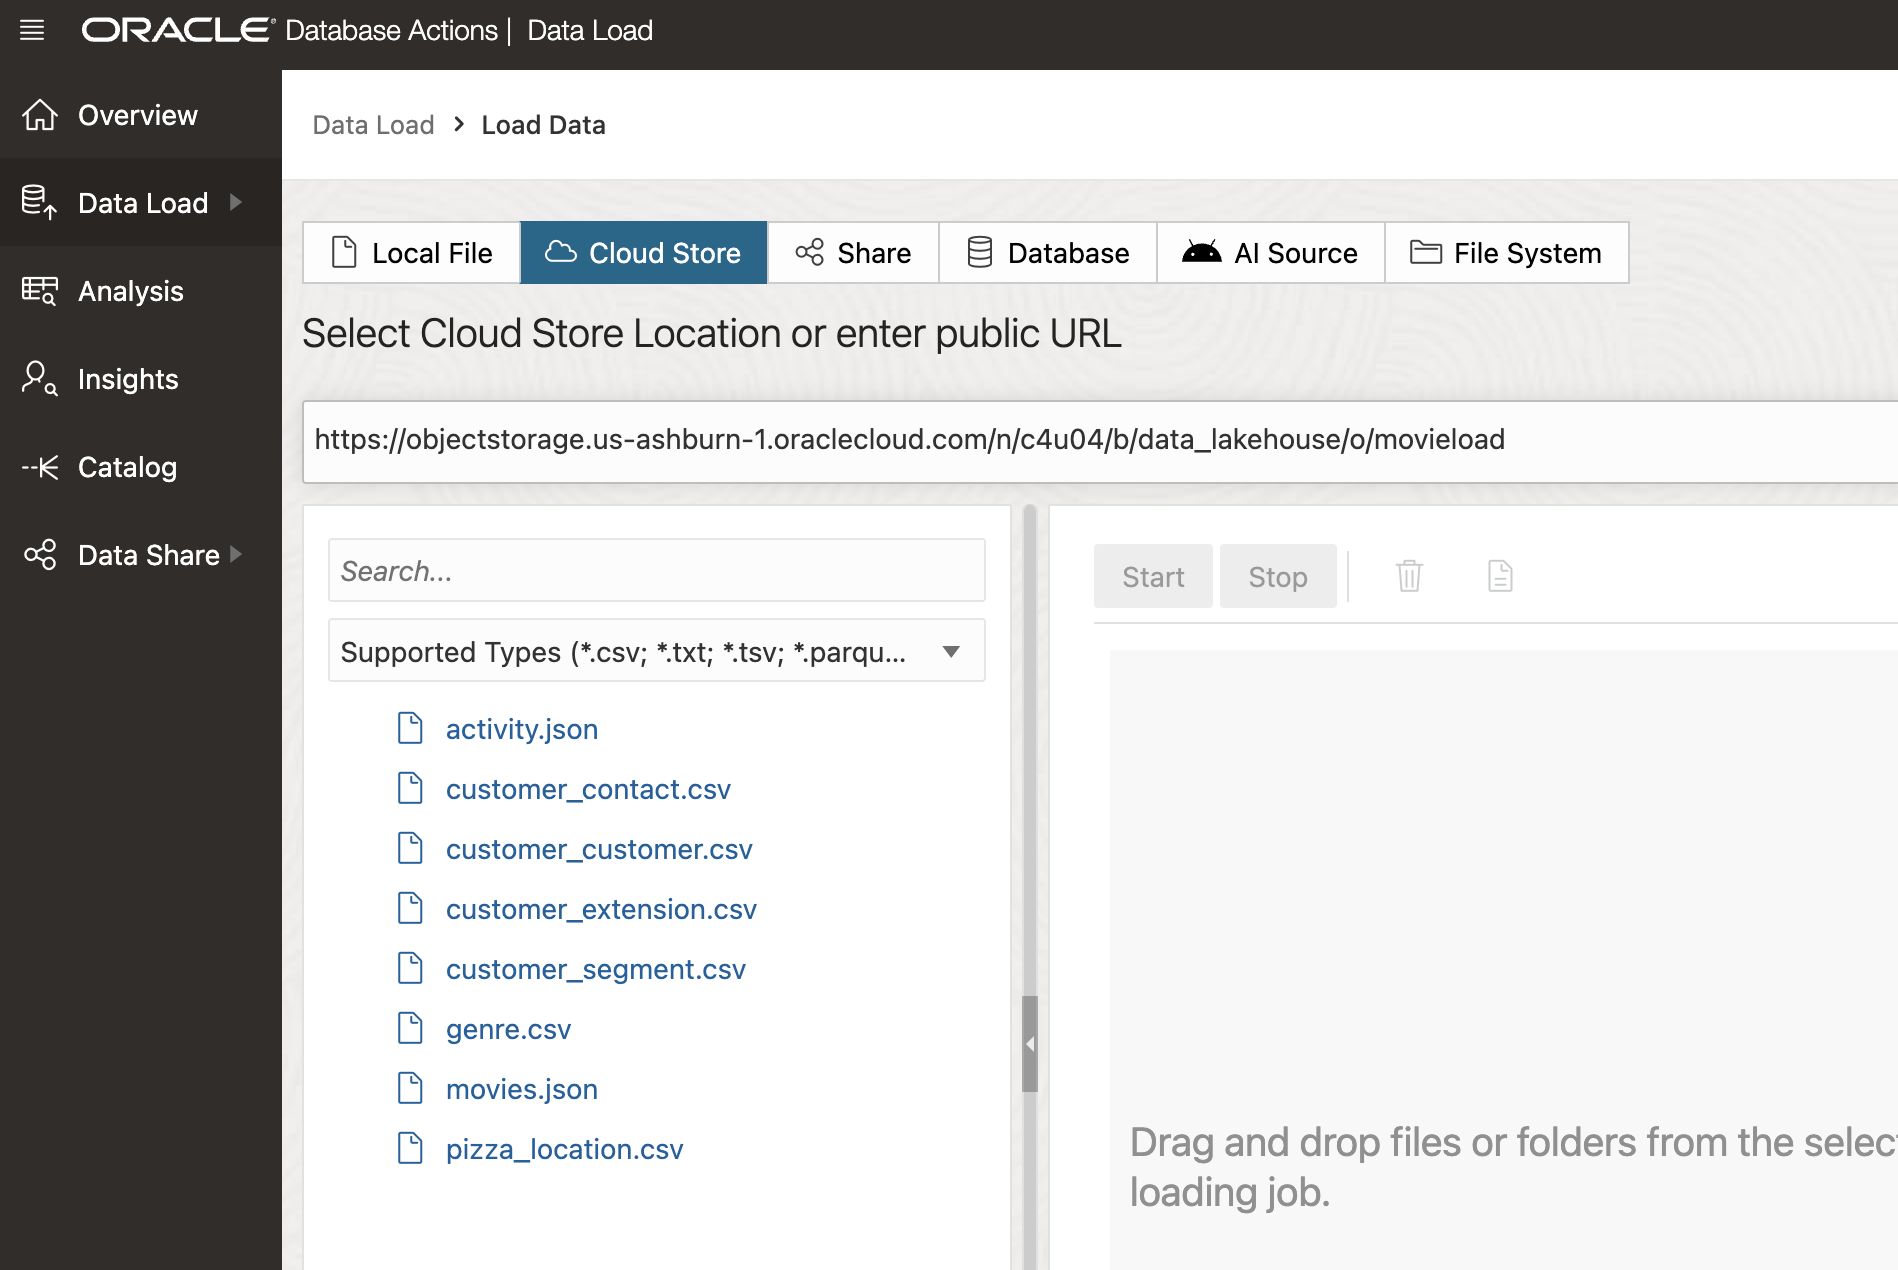 ORACLE® Database Actions | Data Load
Overview
Data Load
Analysis
Insights
Catalog
Data Share
Data Load > Load Data
Local File
Cloud Store
Share
Database
AI Source
File System
Select Cloud Store Location or enter public URL
https://objectstorage.us-ashburn-1.oraclecloud.com/n/c4u04/b/data_lakehouse/o/movieload
Search...
Supported Types (*.csv; *.txt; *.tsv; *.parqu...
activity.json
customer_contact.csv
customer_customer.csv
customer_extension.csv
customer_segment.csv
genre.csv
movies.json
pizza_location.csv
Start
Stop
Drag and drop files or folders from the select
loading job.